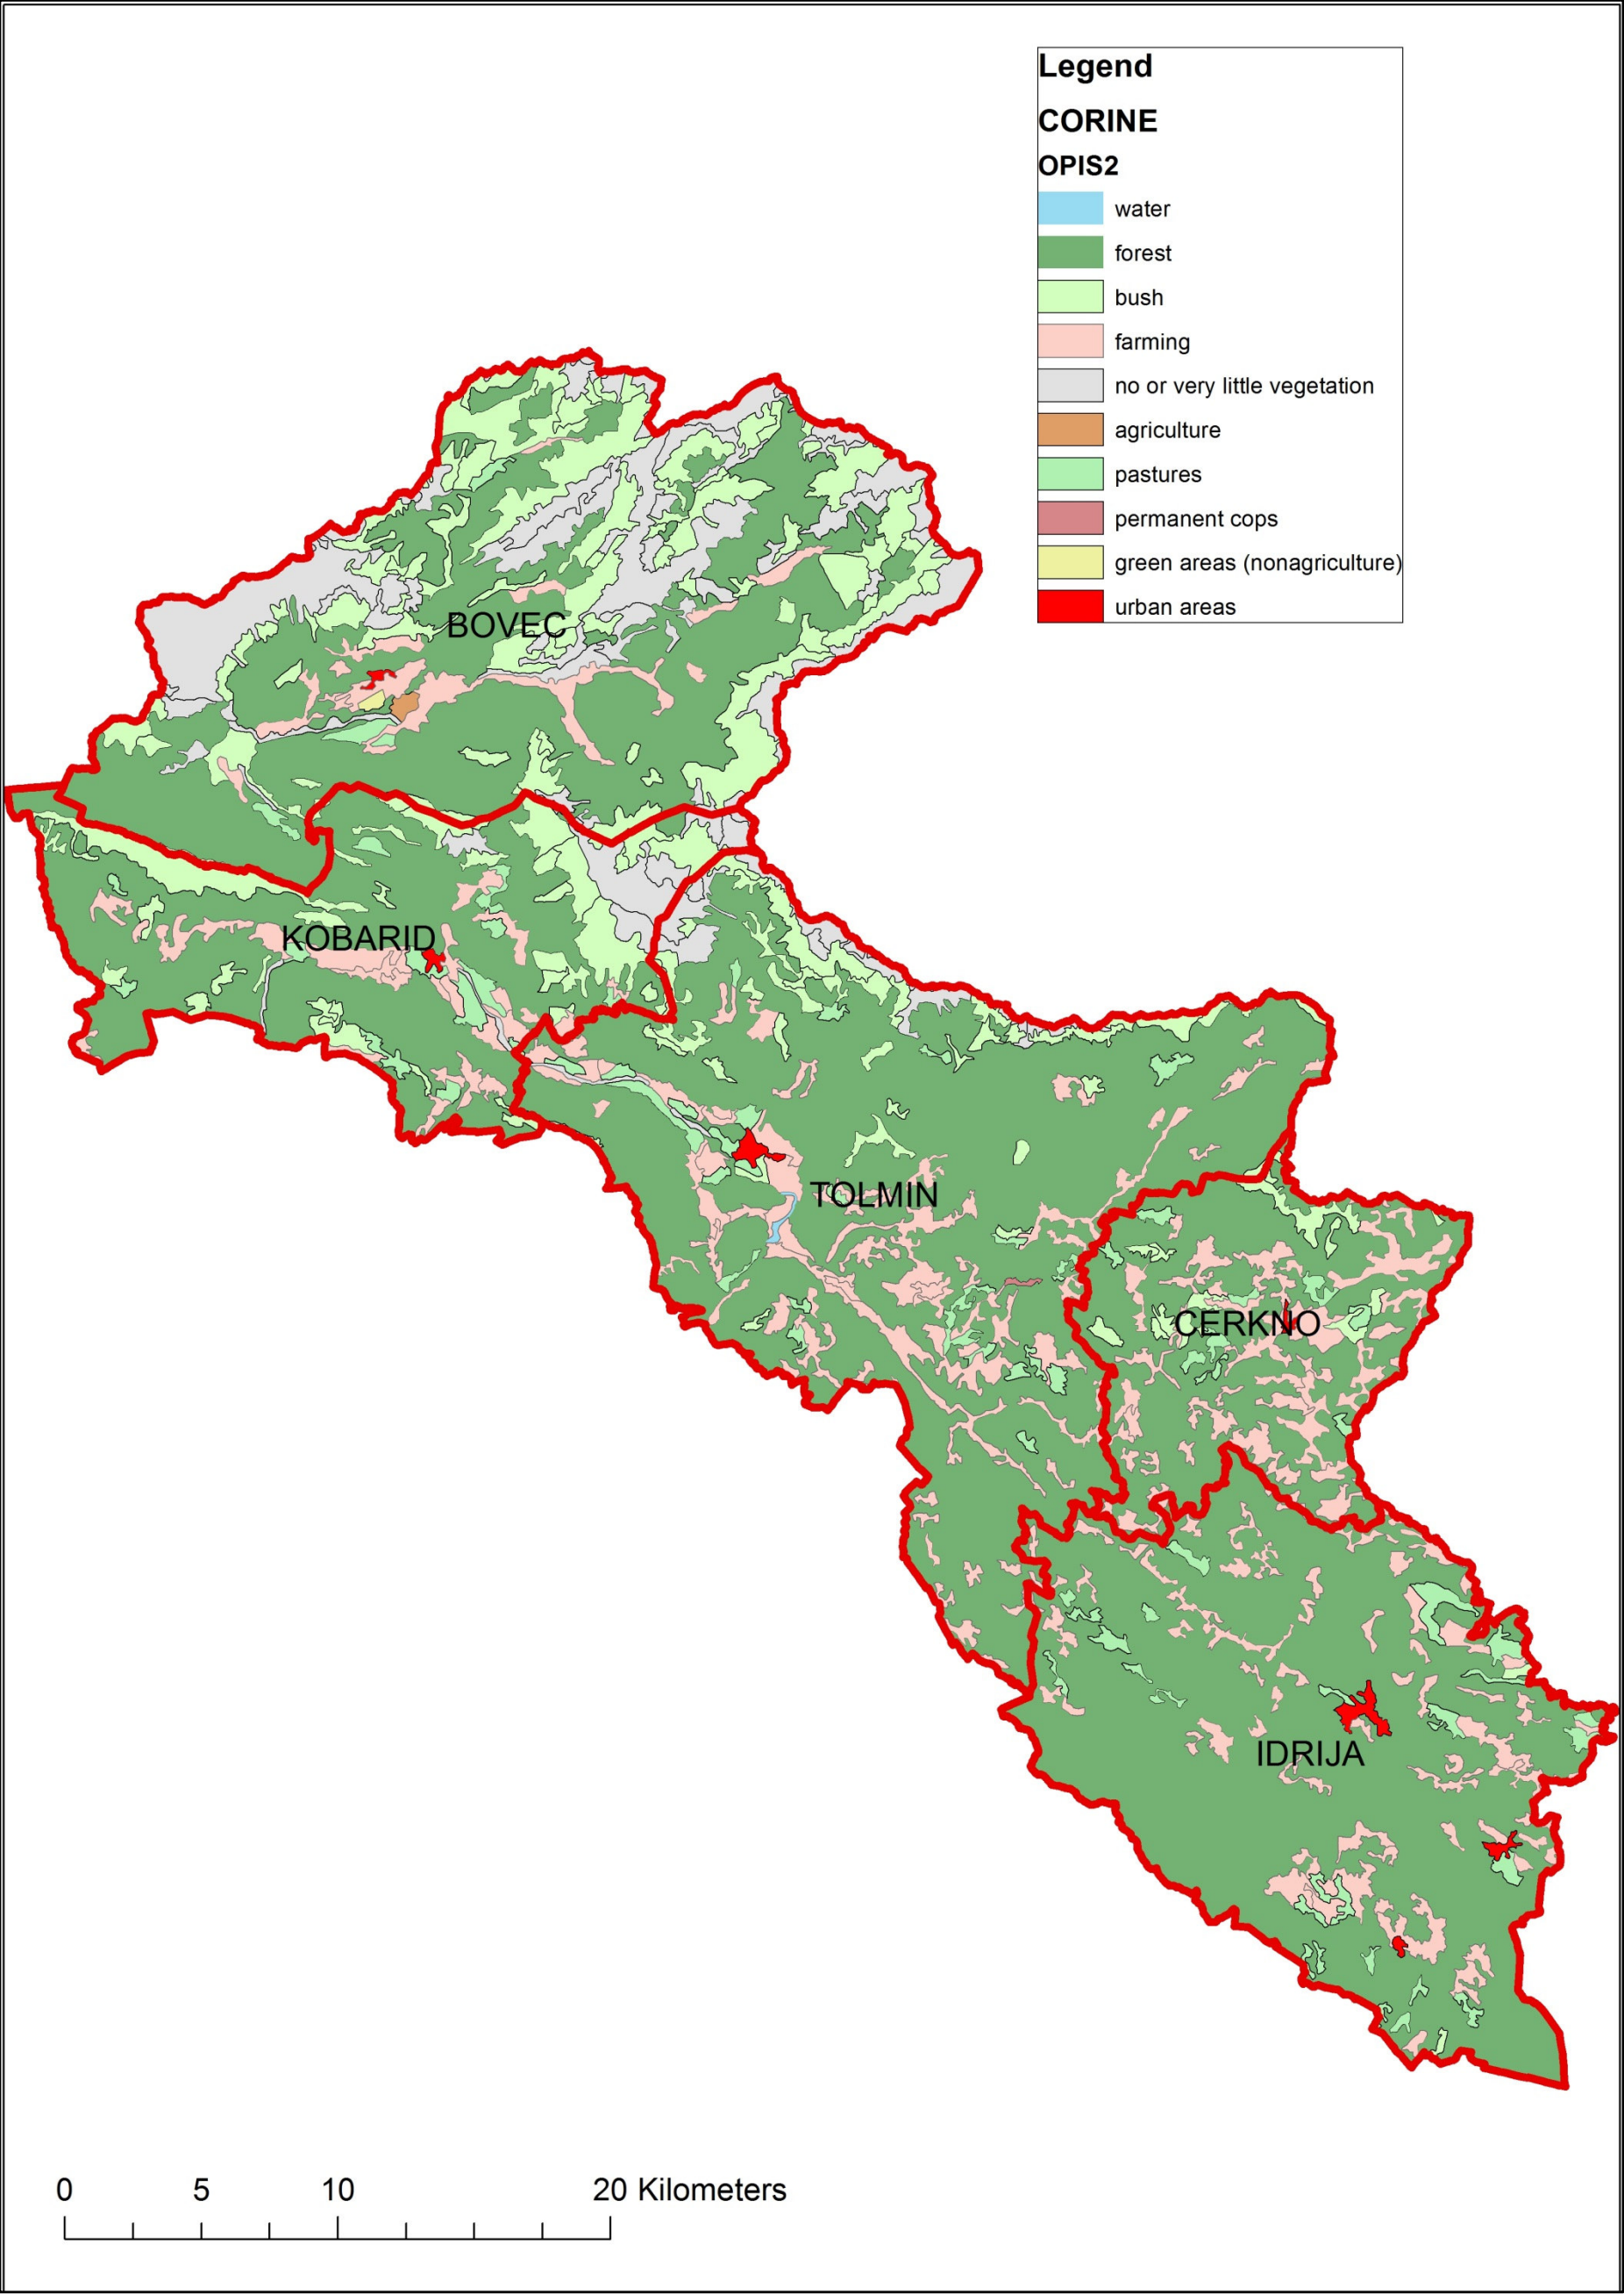 Legend
CORINE
OPIS2
water
forest
bush
farming
no or very little vegetation
agriculture
pastures
permanent cops
green areas (nonagriculture)
urban areas
BOVEC
KOBARID
TOLMIN
CERKNO
IDRIJA
0 5 10 20 Kilometers